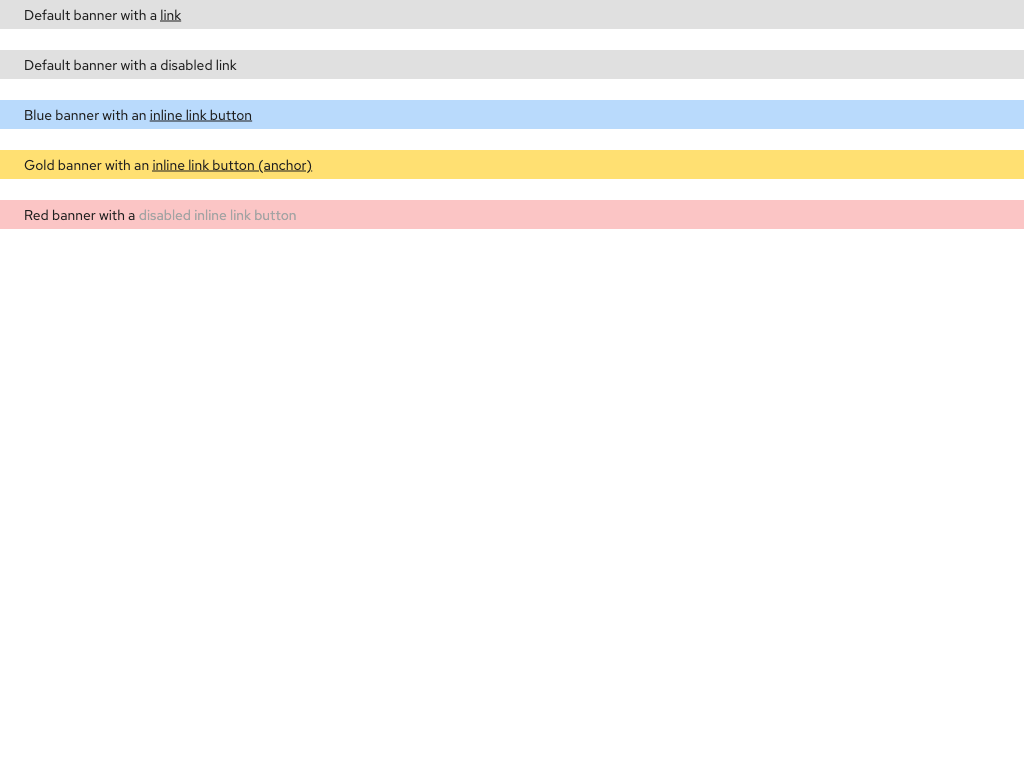 Default banner with a link
Default banner with a disabled link
Blue banner with an inline link button
Gold banner with an inline link button (anchor)
Red banner with a disabled inline link button